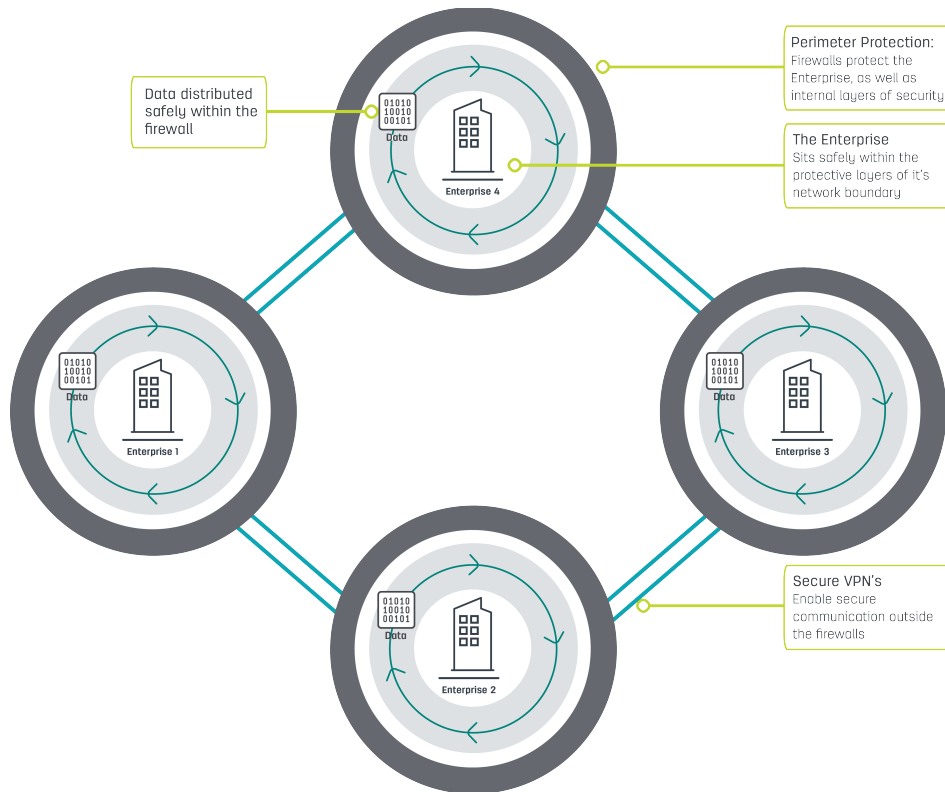 Perimeter Protection:
Firewalls protect the
Enterprise, as well as
internal layers of security
Data distributed
safely within the
firewall
01010
10010
00101
Data
The Enterprise
Sits safely within the
protective layers of it's
network boundary
Enterprise 4
01010
10010
00101
Data
Enterprise 1
01010
10010
00101
Data
Enterprise 3
Secure VPN's
Enable secure
communication outside
the firewalls
01010
10010
00101
Data
Enterprise 2